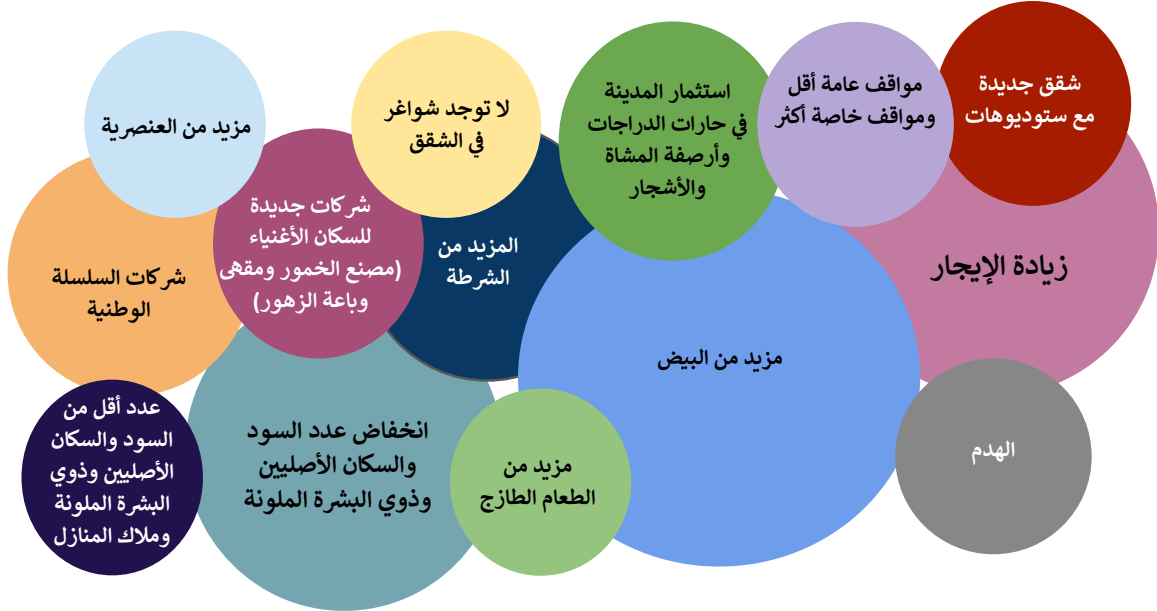 شقق جديدة
مع ستوديوهات
مواقف عامة أقل
ومواقف خاصة أكثر
استثمار المدينة
في حارات الدراجات
وأرصفة المشاة
والأشجار
لا توجد شواغر
في الشقق
مزيد من العنصرية
زيادة الإيجار
المزيد من
الشرطة
شركات جديدة
للسكان الأغنياء
(مصنع الخمور ومقهى
وباعة الزهور)
شركات السلسلة
الوطنية
مزيد من البيض
الهدم
مزيد من
الطعام الطازج
انخفاض عدد السود
والسكان الأصليين
وذوي البشرة الملونة
عدد أقل من
السود والسكان
الأصليين وذوي
البشرة الملونة
وملاك المنازل